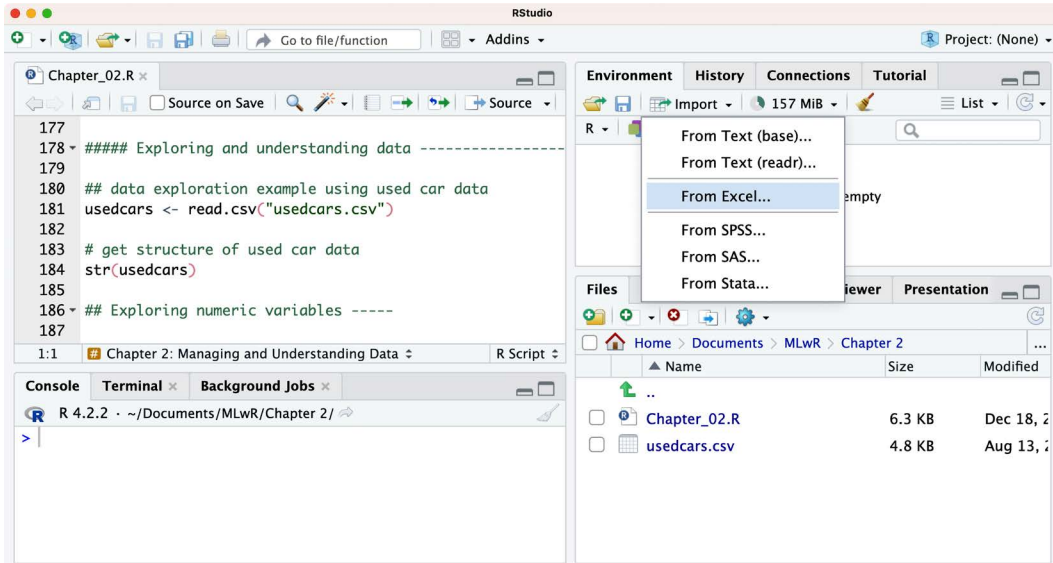 RStudio
Go to file/function
Addins
Project: (None)
Chapter_02.R
Source on Save
Source
177
178 ##### Exploring and understanding data -----------------
179
180 ## data exploration example using used car data
181 usedcars <- read.csv("usedcars.csv")
182
183 # get structure of used car data
184 str(usedcars)
185
186 ## Exploring numeric variables -----
187
1:1 # Chapter 2: Managing and Understanding Data R Script
Console Terminal Background Jobs
R R 4.2.2 · ~/Documents/MLwR/Chapter 2/
>
Environment History Connections Tutorial
Import 157 MiB List
R
From Text (base)...
From Text (readr)...
From Excel...
empty
From SPSS...
From SAS...
From Stata...
Files Presentation
Home > Documents > MLwR > Chapter 2 ...
Name Size Modified
..
Chapter_02.R 6.3 KB Dec 18,
usedcars.csv 4.8 KB Aug 13,